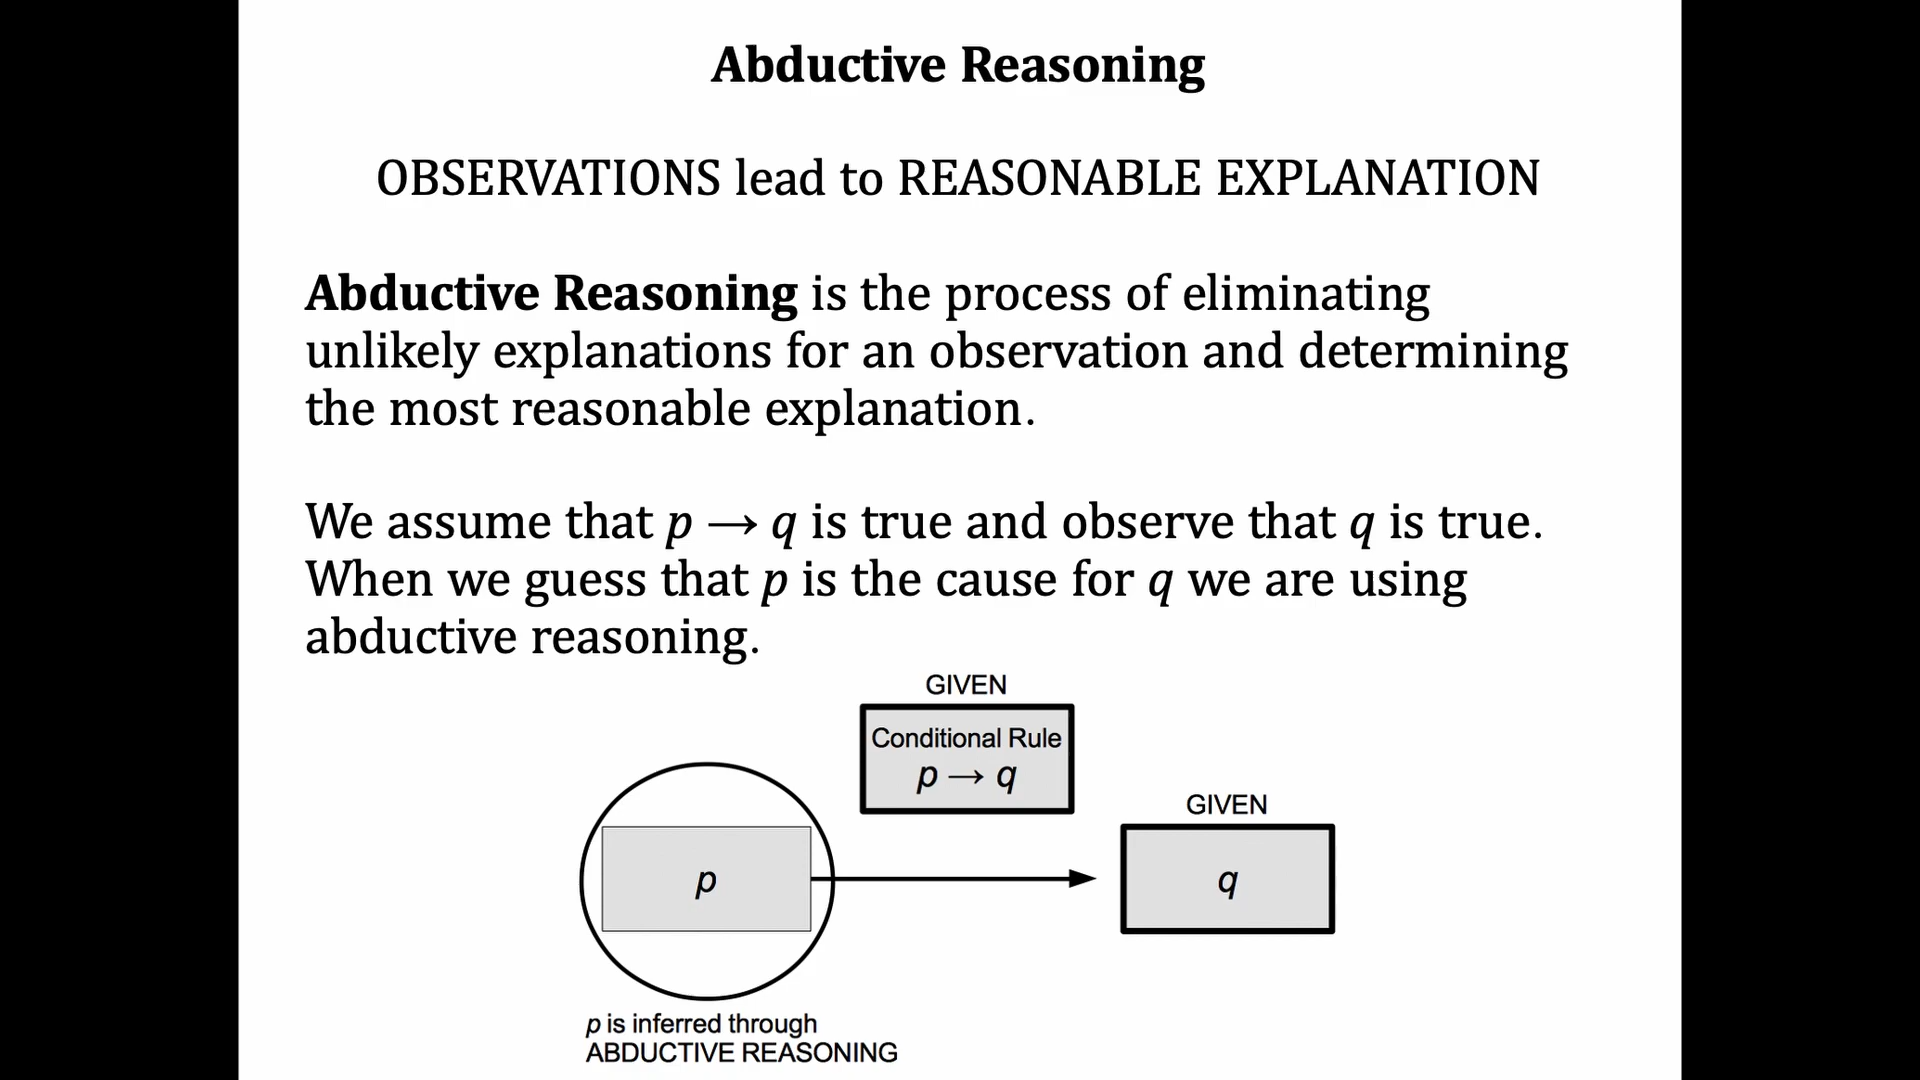 Abductive Reasoning
OBSERVATIONS lead to REASONABLE EXPLANATION
Abductive Reasoning is the process of eliminating
unlikely explanations for an observation and determining
the most reasonable explanation.
We assume that p → q is true and observe that q is true.
When we guess that p is the cause for q we are using
abductive reasoning.
GIVEN
Conditional Rule
p → q
GIVEN
p
q
p is inferred through
ABDUCTIVE REASONING